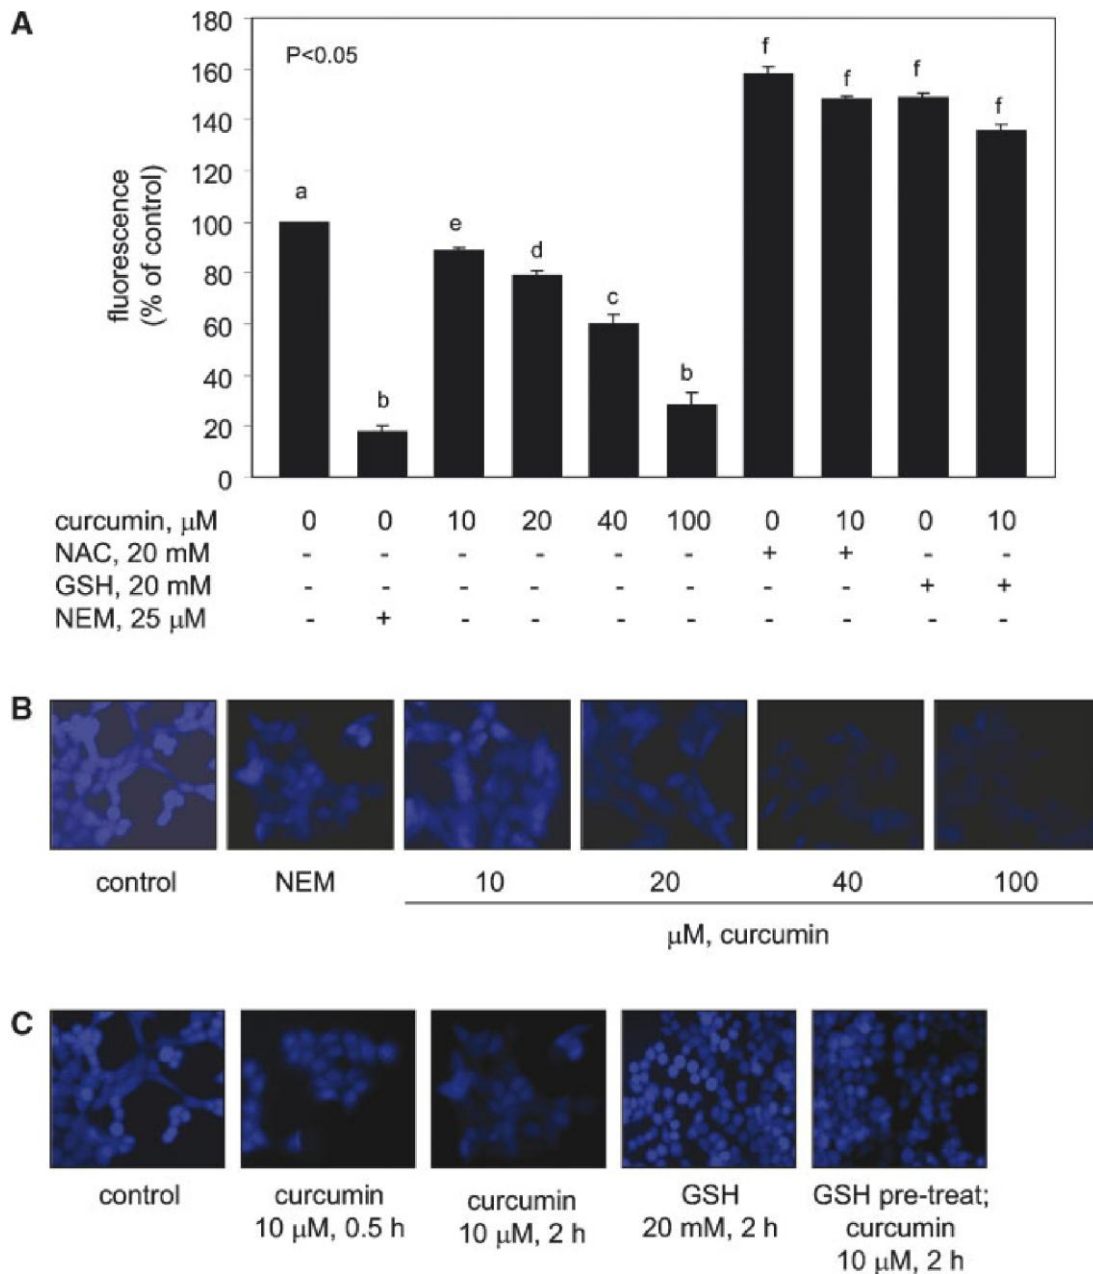 A
180
160
140
120
100
80
60
40
20
0
fluorescence
(% of control)
P<0.05
a
b
e
d
c
b
f
f
f
f
curcumin, μM 0 0 10 20 40 100 0 10 0 10
NAC, 20 mM - - - - - - + + - -
GSH, 20 mM - - - - - - - - + +
NEM, 25 μM - + - - - - - - - -
B
control NEM 10 20 40 100
μM, curcumin
C
control curcumin curcumin GSH GSH pre-treat;
10 μM, 0.5 h 10 μM, 2 h 20 mM, 2 h curcumin
10 μM, 2 h